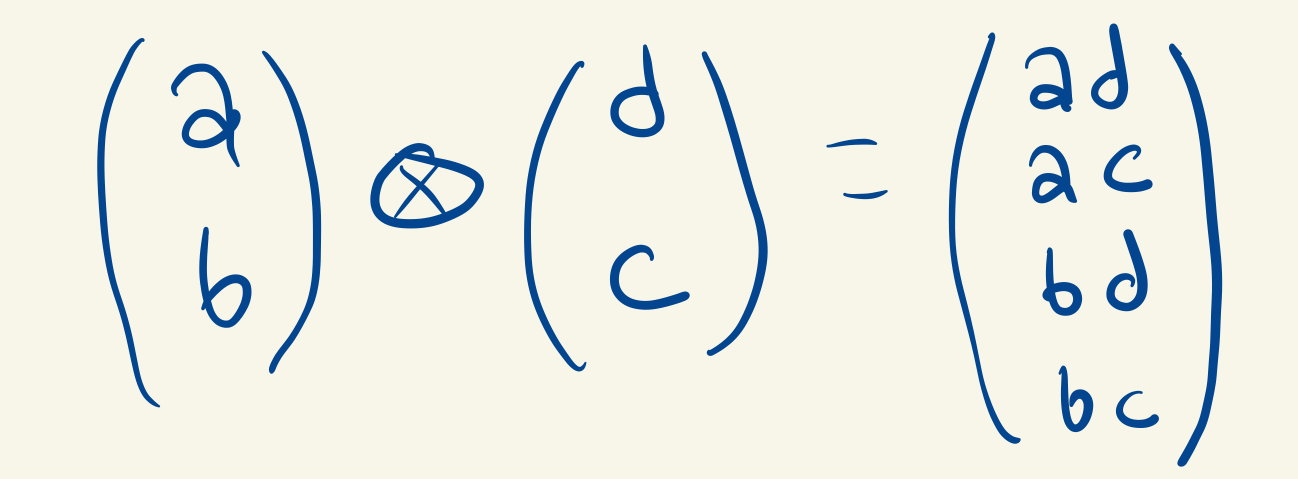 (a b) ⊗ (d c) = (ad ac bd bc)